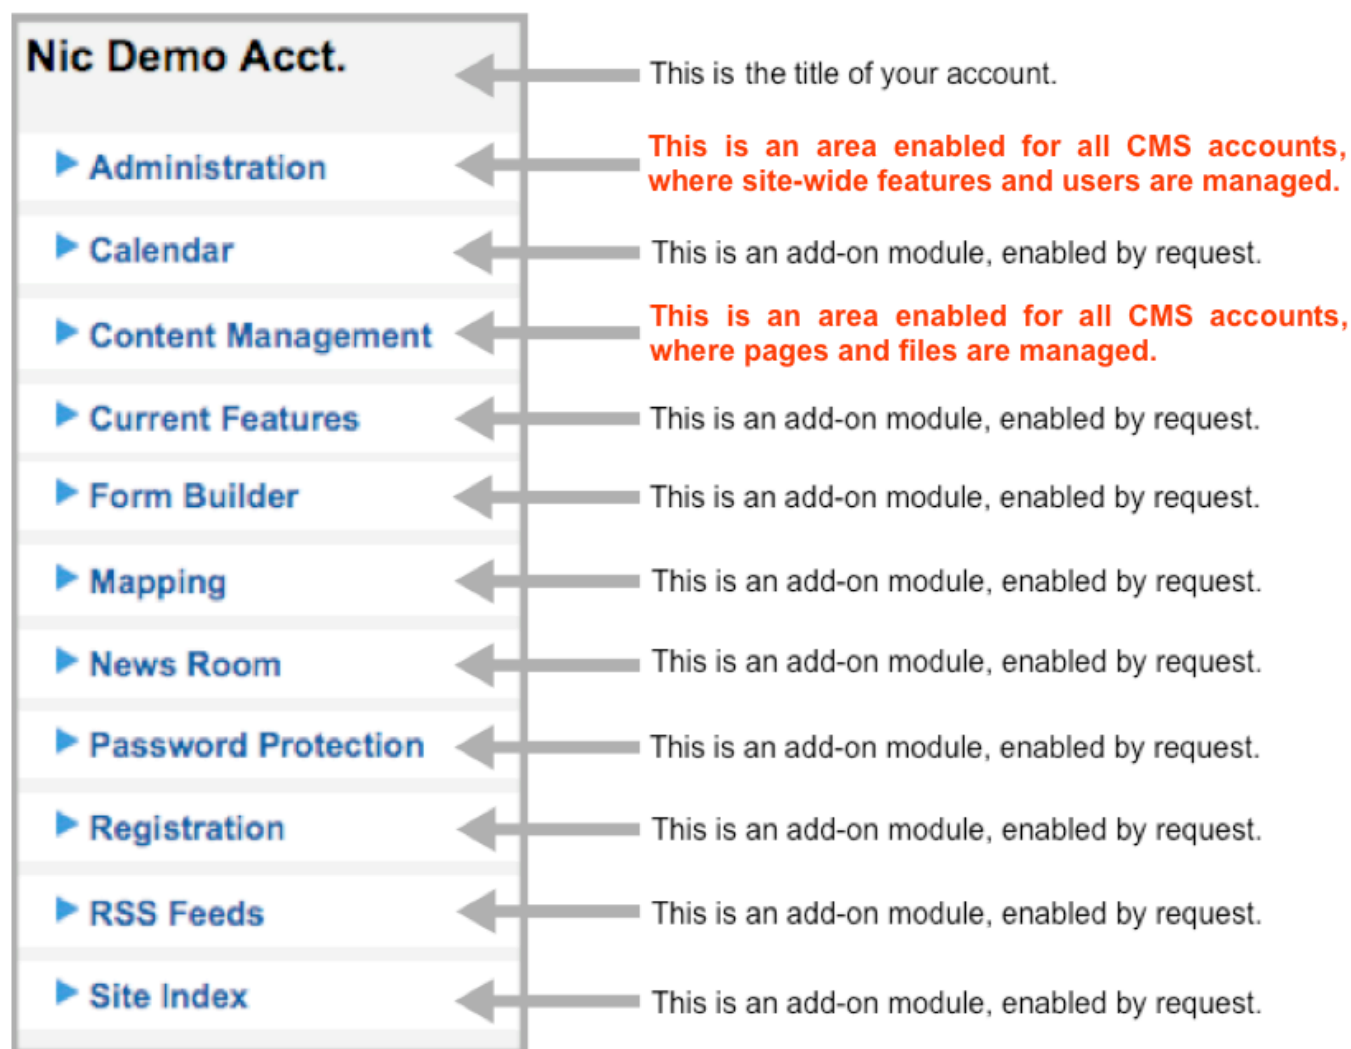 Nic Demo Acct.
This is the title of your account.
Administration
This is an area enabled for all CMS accounts,
where site-wide features and users are managed.
Calendar
This is an add-on module, enabled by request.
Content Management
This is an area enabled for all CMS accounts,
where pages and files are managed.
Current Features
This is an add-on module, enabled by request.
Form Builder
This is an add-on module, enabled by request.
Mapping
This is an add-on module, enabled by request.
News Room
This is an add-on module, enabled by request.
Password Protection
This is an add-on module, enabled by request.
Registration
This is an add-on module, enabled by request.
RSS Feeds
This is an add-on module, enabled by request.
Site Index
This is an add-on module, enabled by request.